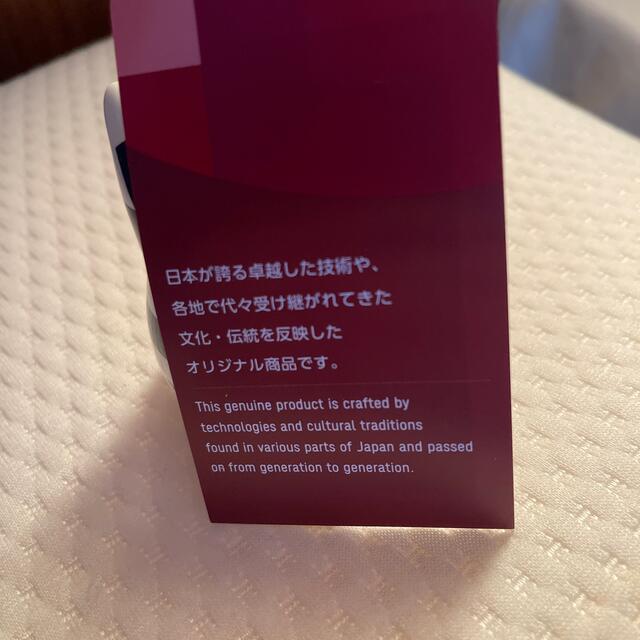 日本が誇る卓越した技術や、
各地で代々受け継がれてきた
文化・伝統を反映した
オリジナル商品です。
This genuine product is crafted by
technologies and cultural traditions
found in various parts of Japan and passed
on from generation to generation.